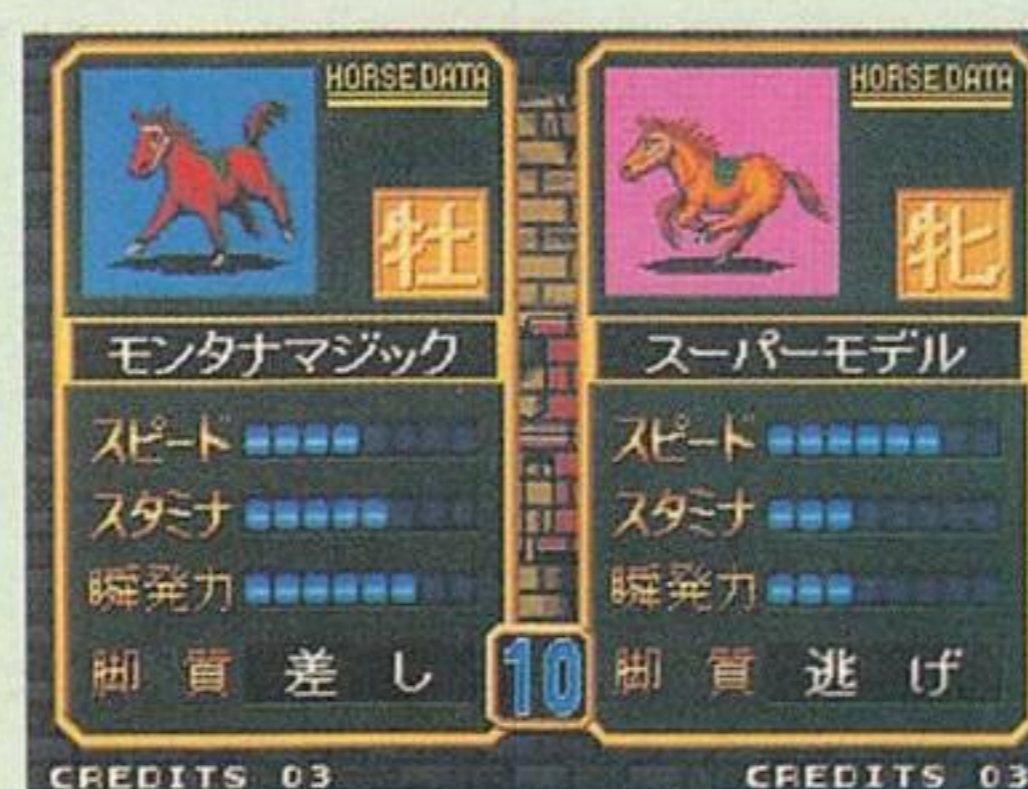 HORSE DATA
牡
モンタナマジック
スピード
スタミナ
瞬発力
脚質 差し
HORSE DATA
牝
スーパーモデル
スピード
スタミナ
瞬発力
脚質 逃げ
10
CREDITS 03
CREDITS 03